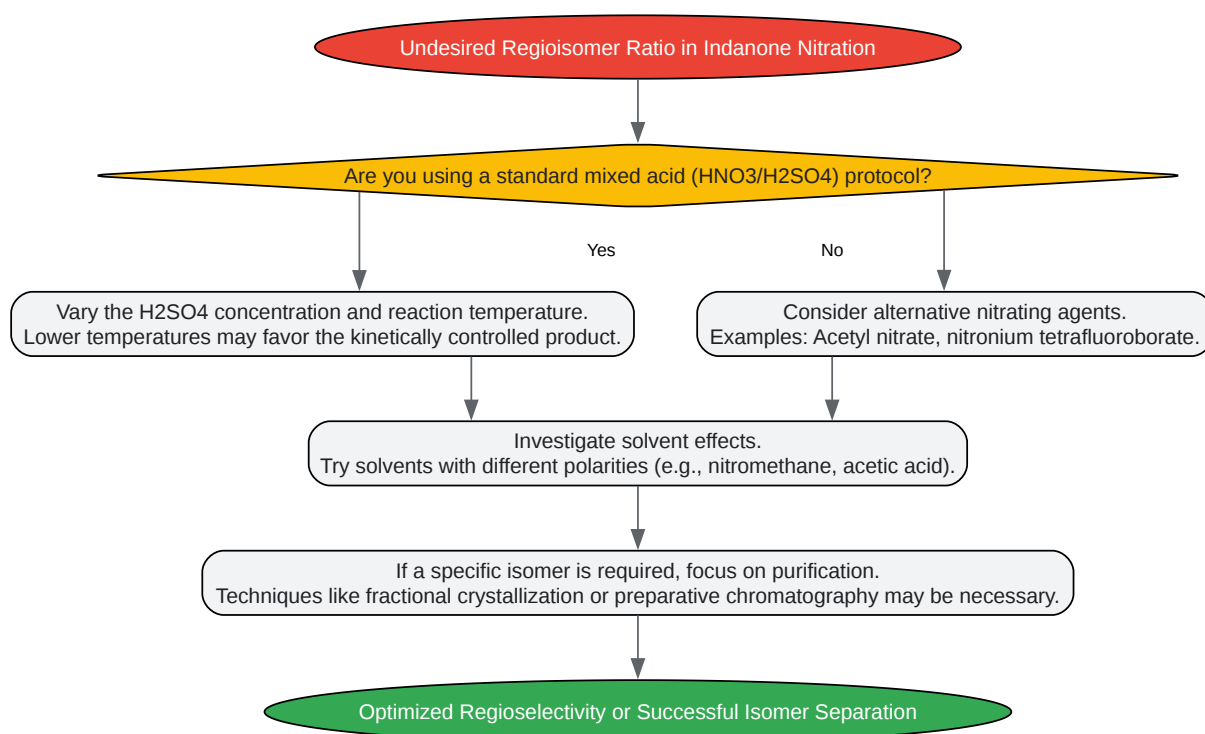 Undesired Regioisomer Ratio in Indanone Nitration
Are you using a standard mixed acid (HNO3/H2SO4) protocol?
Yes
No
Vary the H2SO4 concentration and reaction temperature.
Lower temperatures may favor the kinetically controlled product.
Consider alternative nitrating agents.
Examples: Acetyl nitrate, nitronium tetrafluoroborate.
Investigate solvent effects.
Try solvents with different polarities (e.g., nitromethane, acetic acid).
If a specific isomer is required, focus on purification.
Techniques like fractional crystallization or preparative chromatography may be necessary.
Optimized Regioselectivity or Successful Isomer Separation